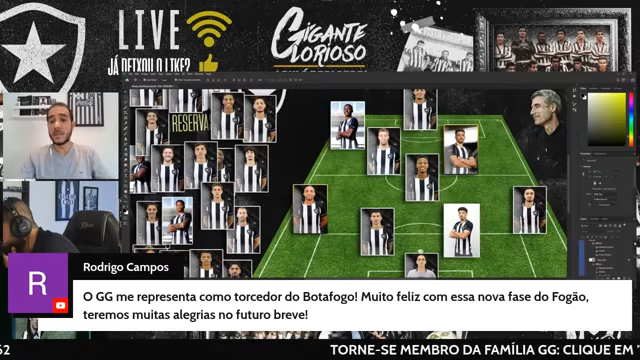 LIVE
JÁ DEIXOU O LIKE?
GIGANTE
GLORIOSO
RESERVA
R
Rodrigo Campos
O GG me representa como torcedor do Botafogo! Muito feliz com essa nova fase do Fogão,
teremos muitas alegrias no futuro breve!
62
TORNE-SE MEMBRO DA FAMÍLIA GG: CLIQUE EM